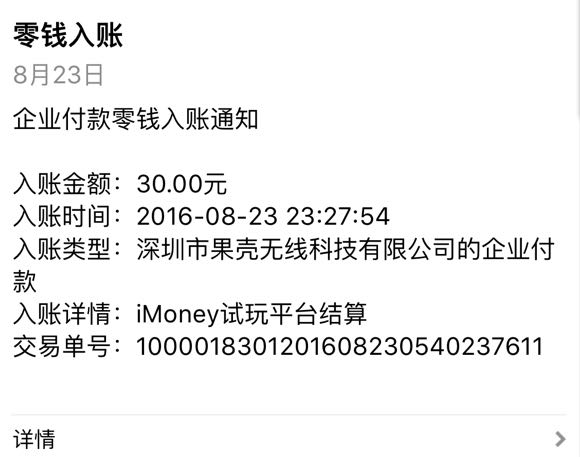 零钱入账
8月23日
企业付款零钱入账通知
入账金额：30.00元
入账时间：2016-08-23 23:27:54
入账类型：深圳市果壳无线科技有限公司的企业付
款
入账详情：iMoney试玩平台结算
交易单号：1000018301201608230540237611
详情